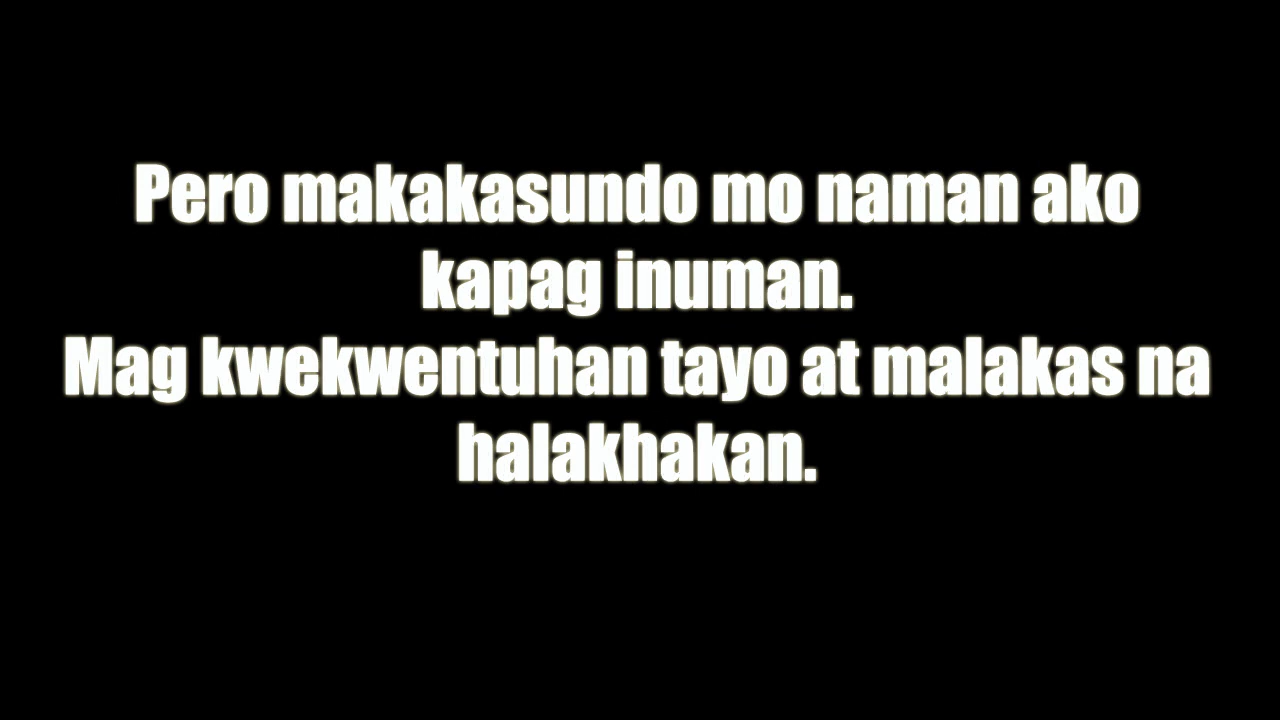 Pero makakasundo mo naman ako
kapag inuman.
Mag kwekwentuhan tayo at malakas na
halakhakan.